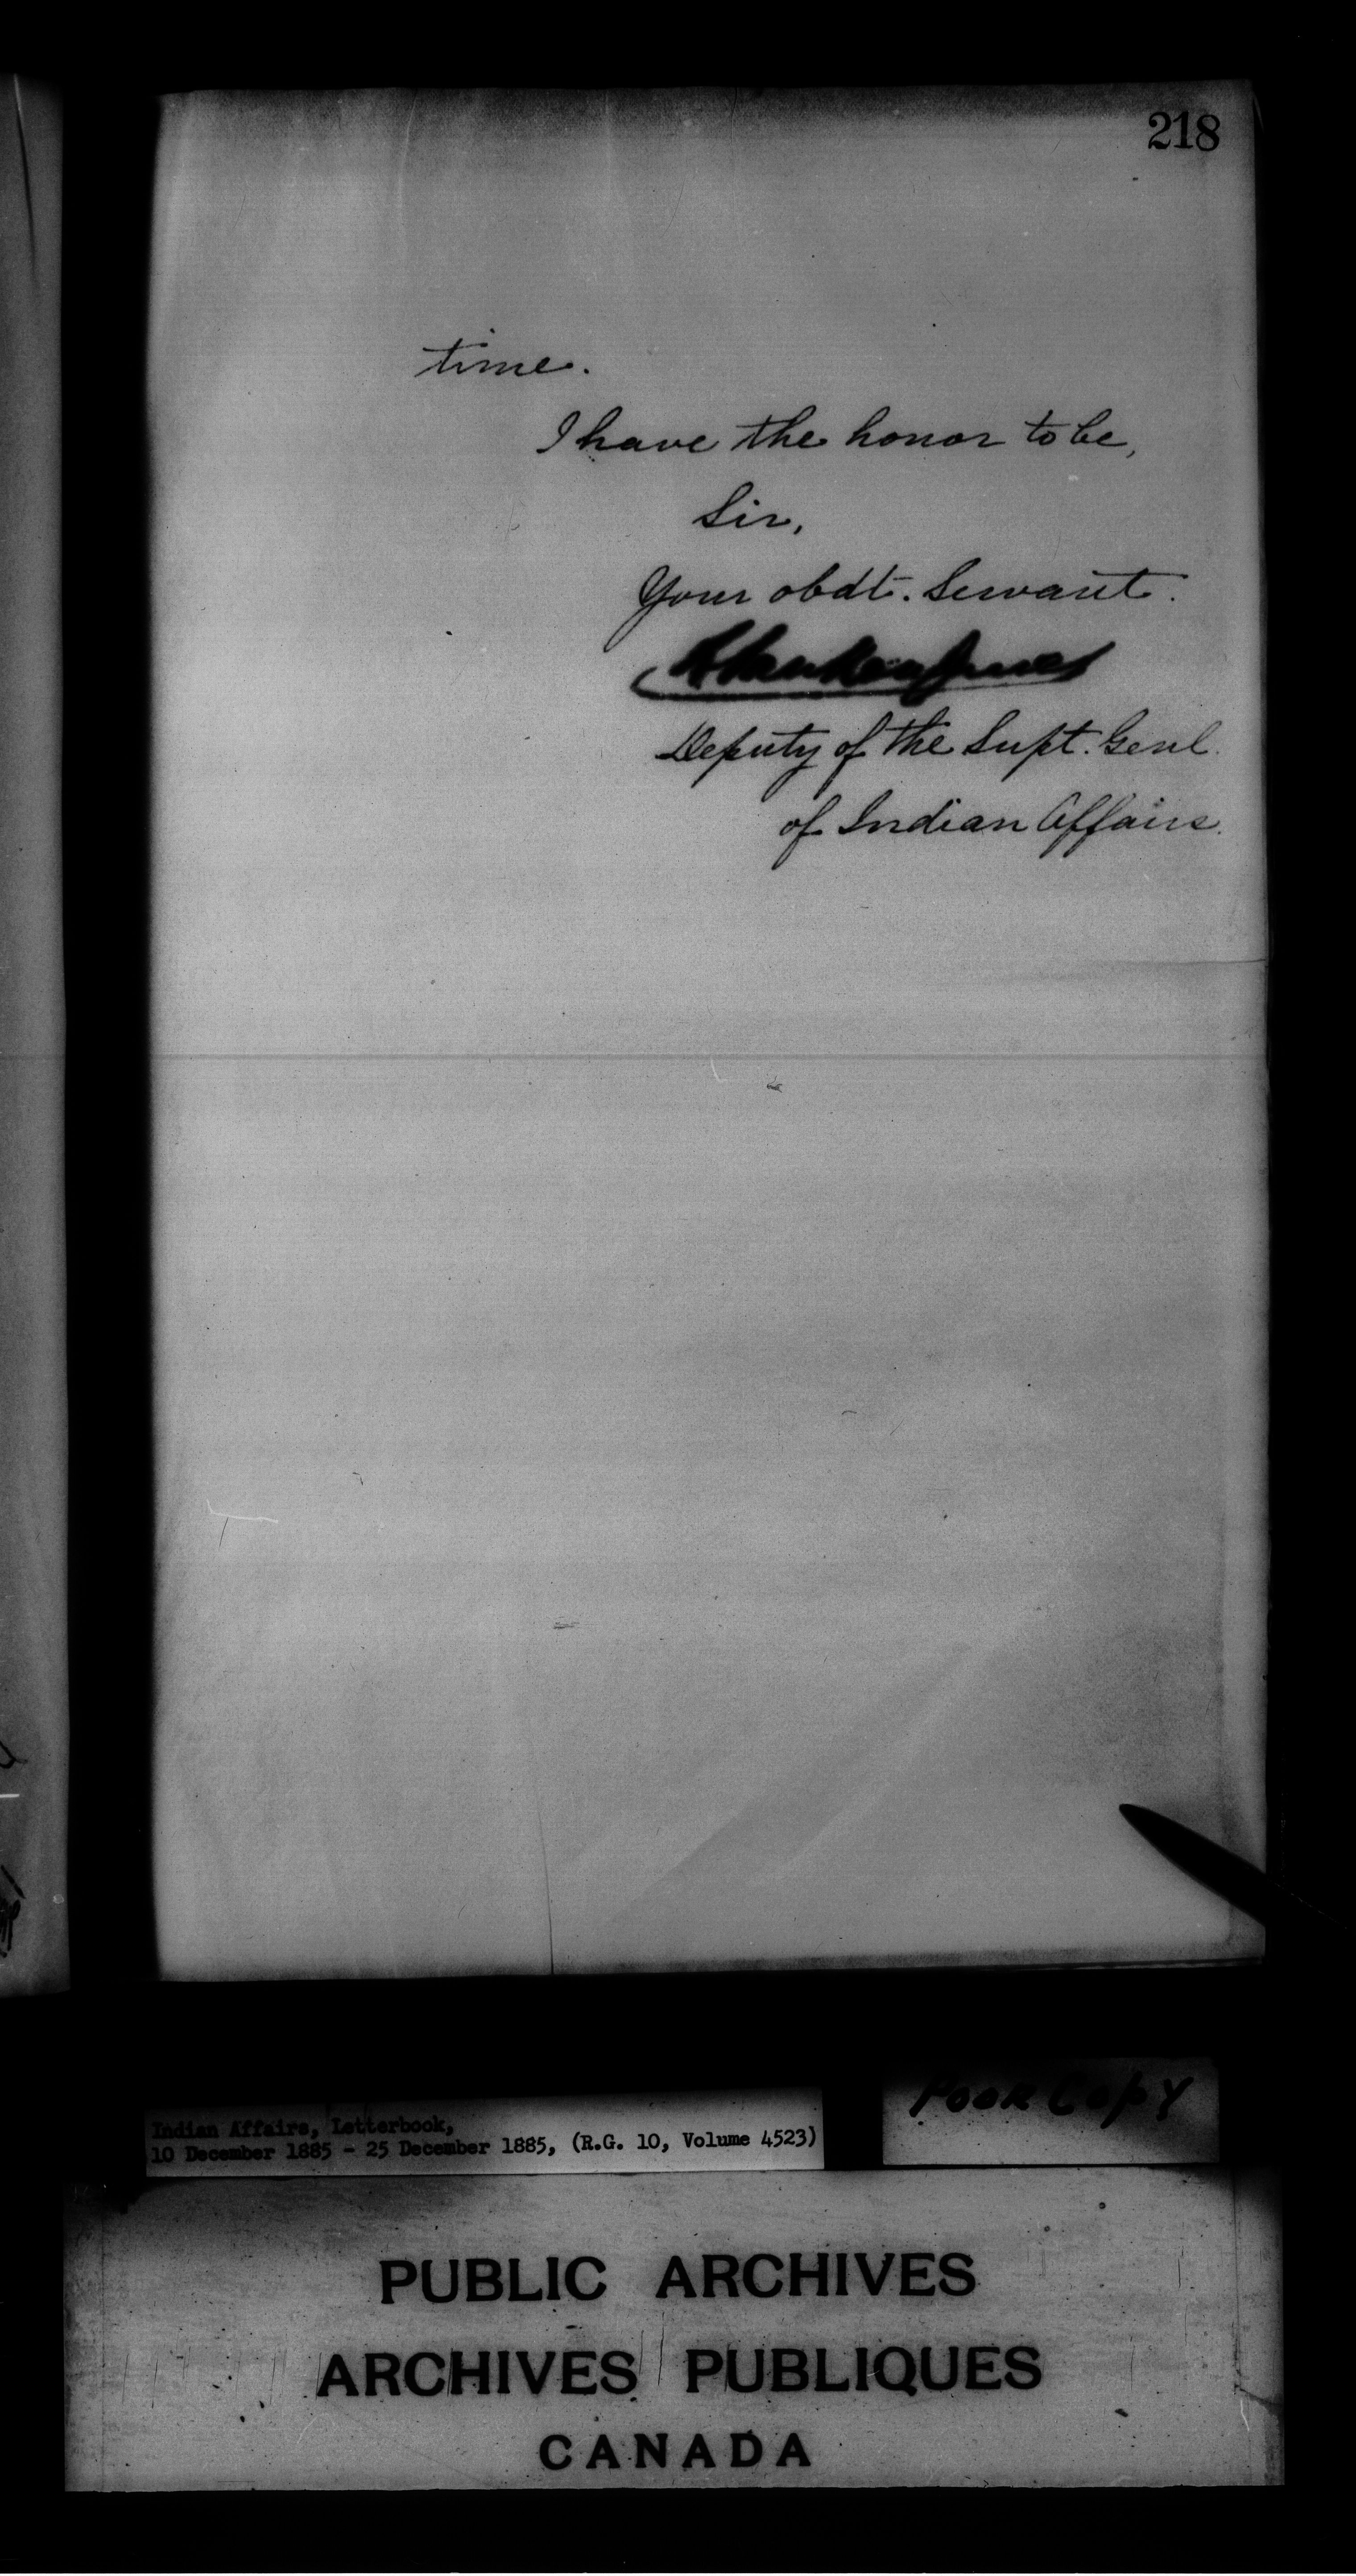 218
time.
I have the honor to be,
Sir,
Your obdt. Servant.
Deputy of the Supt. Genl.
of Indian Affairs.
Indian Affairs, Letterbook,
10 December 1885 - 25 December 1885, (R.G. 10, Volume 4523)
Poor Copy
PUBLIC ARCHIVES
ARCHIVES PUBLIQUES
CANADA